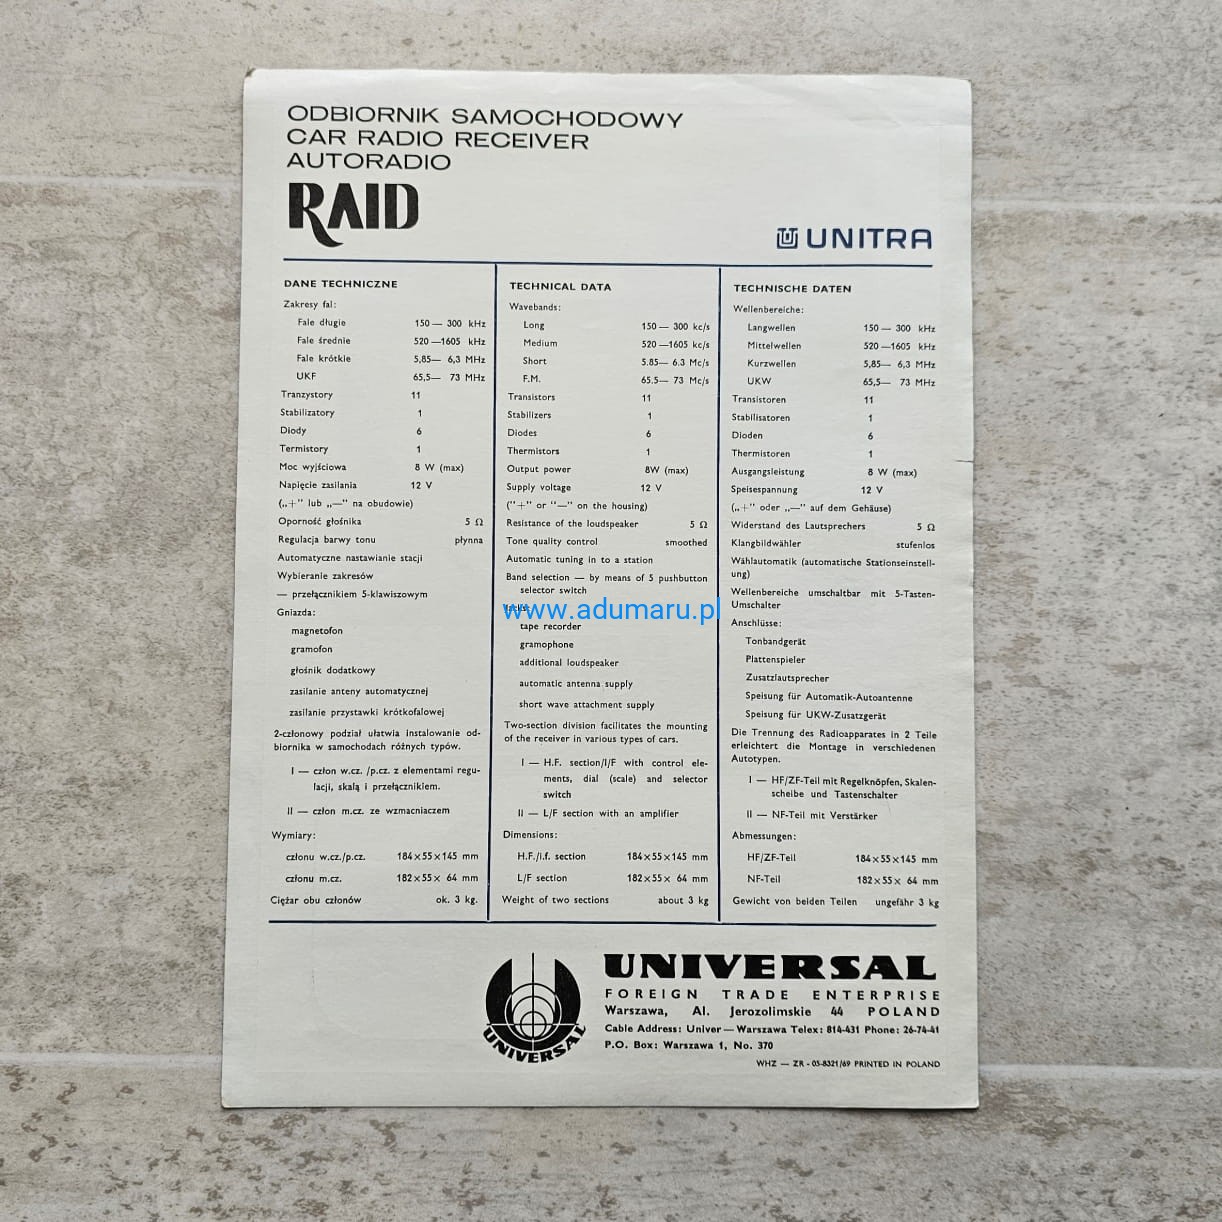 ODBIORNIK SAMOCHODOWY
CAR RADIO RECEIVER
AUTORADIO
RAID
UNITRA
DANE TECHNICZNE
Zakresy fal:
Fale długie 150 — 300 kHz
Fale średnie 520 —1605 kHz
Fale krótkie 5,85— 6,3 MHz
UKF 65,5— 73 MHz
Tranzystory 11
Stabilizatory 1
Diody 6
Termistory 1
Moc wyjściowa 8 W (max)
Napięcie zasilania 12 V
(„+” lub „—” na obudowie)
Oporność głośnika 5 Ω
Regulacja barwy tonu płynna
Automatyczne nastawianie stacji
Wybieranie zakresów
— przełącznikiem 5-klawiszowym
Gniazda:
magnetofon
gramofon
głośnik dodatkowy
zasilanie anteny automatycznej
zasilanie przystawki krótkofalowej
2-członowy podział ułatwia instalowanie od-
biornika w samochodach różnych typów.
I — człon w.cz. /p.cz. z elementami regu-
lacji, skalą i przełącznikiem.
II — człon m.cz. ze wzmacniaczem
Wymiary:
członu w.cz./p.cz. 184×55×145 mm
członu m.cz. 182×55× 64 mm
Ciężar obu członów ok. 3 kg.
TECHNICAL DATA
Wavebands:
Long 150 — 300 kc/s
Medium 520 —1605 kc/s
Short 5.85— 6.3 Mc/s
F.M. 65.5— 73 Mc/s
Transistors 11
Stabilizers 1
Diodes 6
Thermistors 1
Output power 8W (max)
Supply voltage 12 V
("+" or "—" on the housing)
Resistance of the loudspeaker 5 Ω
Tone quality control smoothed
Automatic tuning in to a station
Band selection — by means of 5 pushbutton
selector switch
www.adumaru.pl
tape recorder
gramophone
additional loudspeaker
automatic antenna supply
short wave attachment supply
Two-section division facilitates the mounting
of the receiver in various types of cars.
I — H.F. section/I/F with control ele-
ments, dial (scale) and selector
switch
II — L/F section with an amplifier
Dimensions:
H.F./i.f. section 184×55×145 mm
L/F section 182×55× 64 mm
Weight of two sections about 3 kg
TECHNISCHE DATEN
Wellenbereiche:
Langwellen 150 — 300 kHz
Mittelwellen 520 —1605 kHz
Kurzwellen 5,85— 6,3 MHz
UKW 65,5— 73 MHz
Transistoren 11
Stabilisatoren 1
Dioden 6
Thermistoren 1
Ausgangsleistung 8 W (max)
Speisespannung 12 V
(„+” oder „—” auf dem Gehäuse)
Widerstand des Lautsprechers 5 Ω
Klangbildwähler stufenlos
Wählautomatik (automatische Stationseinstell-
ung)
Wellenbereiche umschaltbar mit 5-Tasten-
Umschalter
Anschlüsse:
Tonbandgerät
Plattenspieler
Zusatzlautsprecher
Speisung für Automatik-Autoantenne
Speisung für UKW-Zusatzgerät
Die Trennung des Radioapparates in 2 Teile
erleichtert die Montage in verschiedenen
Autotypen.
I — HF/ZF-Teil mit Regelknöpfen, Skalen-
scheibe und Tastenschalter
II — NF-Teil mit Verstärker
Abmessungen:
HF/ZF-Teil 184×55×145 mm
NF-Teil 182×55× 64 mm
Gewicht von beiden Teilen ungefähr 3 kg
UNIVERSAL
UNIVERSAL
FOREIGN TRADE ENTERPRISE
Warszawa, Al. Jerozolimskie 44 POLAND
Cable Address: Univer — Warszawa Telex: 814-431 Phone: 26-74-41
P.O. Box: Warszawa 1, No. 370
WHZ — ZR - 05-8321/69 PRINTED IN POLAND